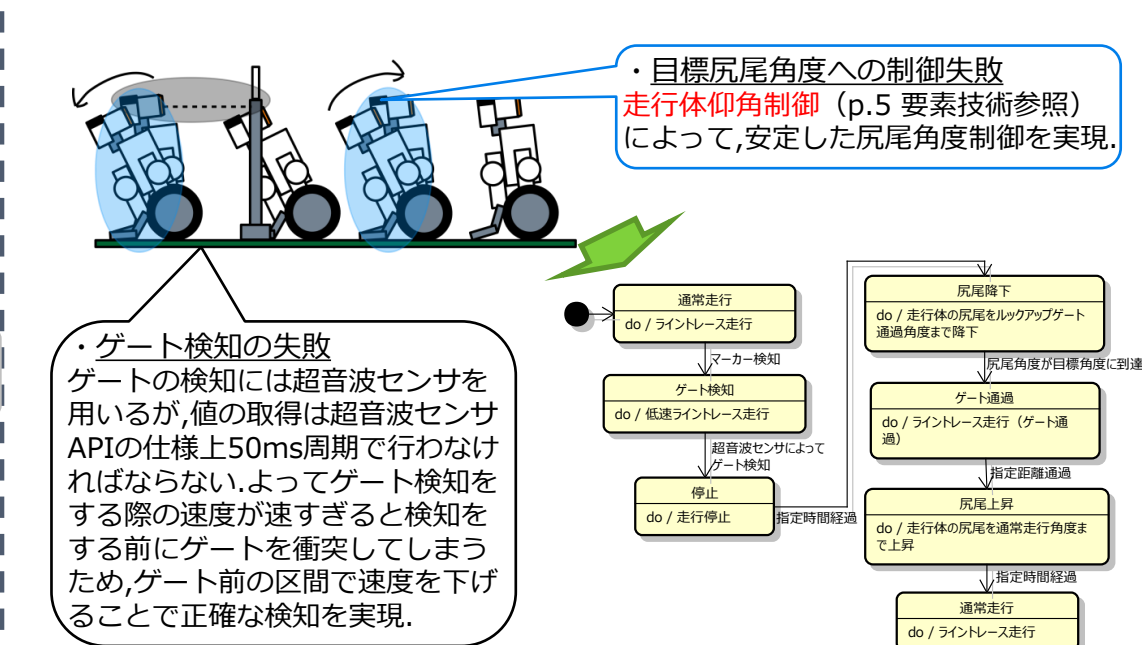 ・目標尻尾角度への制御失敗
走行体仰角制御（p.5 要素技術参照）
によって,安定した尻尾角度制御を実現.
・ゲート検知の失敗
ゲートの検知には超音波センサを
用いるが,値の取得は超音波センサ
APIの仕様上50ms周期で行わなけ
ればならない.よってゲート検知を
する際の速度が速すぎると検知を
する前にゲートを衝突してしまう
ため,ゲート前の区間で速度を下げ
ることで正確な検知を実現.
通常走行
do / ライントレース走行
マーカー検知
ゲート検知
do / 低速ライントレース走行
超音波センサによって
ゲート検知
停止
do / 走行停止
指定時間経過
尻尾降下
do / 走行体の尻尾をルックアップゲート
通過角度まで降下
尻尾角度が目標角度に到達
ゲート通過
do / ライントレース走行（ゲート通
過）
指定距離通過
尻尾上昇
do / 走行体の尻尾を通常走行角度ま
で上昇
指定時間経過
通常走行
do / ライントレース走行